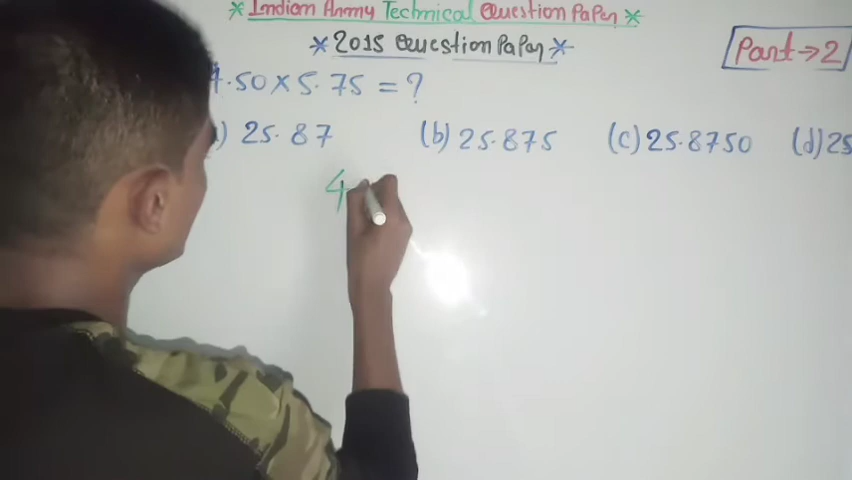 * Indian Army Technical Question Paper *
* 2015 Question Paper *
Part → 2
.50 × 5.75 = ?
) 25.87 (b) 25.875 (c) 25.8750 (d) 25
4